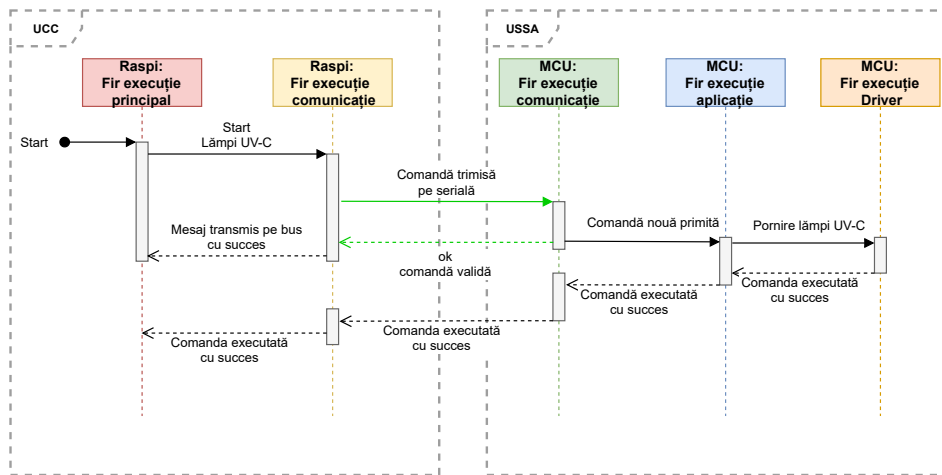 UCC
USSA
Raspi:
Fir execuție
principal
Raspi:
Fir execuție
comunicație
MCU:
Fir execuție
comunicație
MCU:
Fir execuție
aplicație
MCU:
Fir execuție
Driver
Start
Start
Lămpi UV-C
Comandă trimisă
pe serială
Mesaj transmis pe bus
cu succes
Comandă nouă primită
Pornire lămpi UV-C
ok
comandă validă
Comanda executată
cu succes
Comandă executată
cu succes
Comanda executată
cu succes
Comanda executată
cu succes